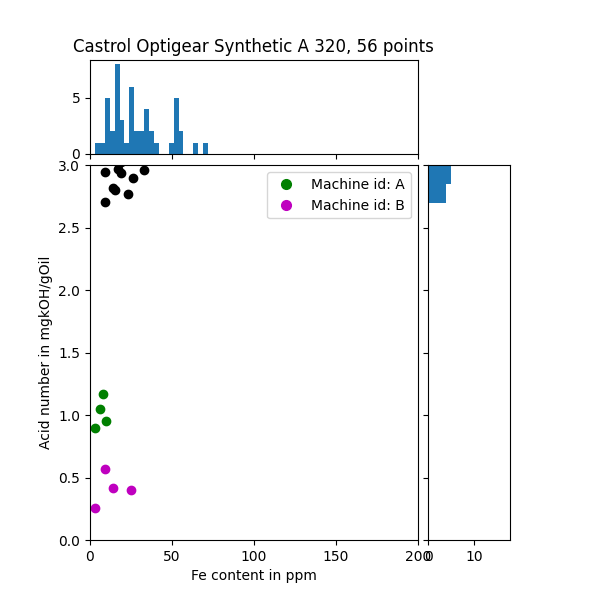 Castrol Optigear Synthetic A 320, 56 points
5
0
3.0
2.5
2.0
1.5
1.0
0.5
0.0
Acid number in mgkOH/gOil
Machine id: A
Machine id: B
0 50 100 150 200
0 10
Fe content in ppm